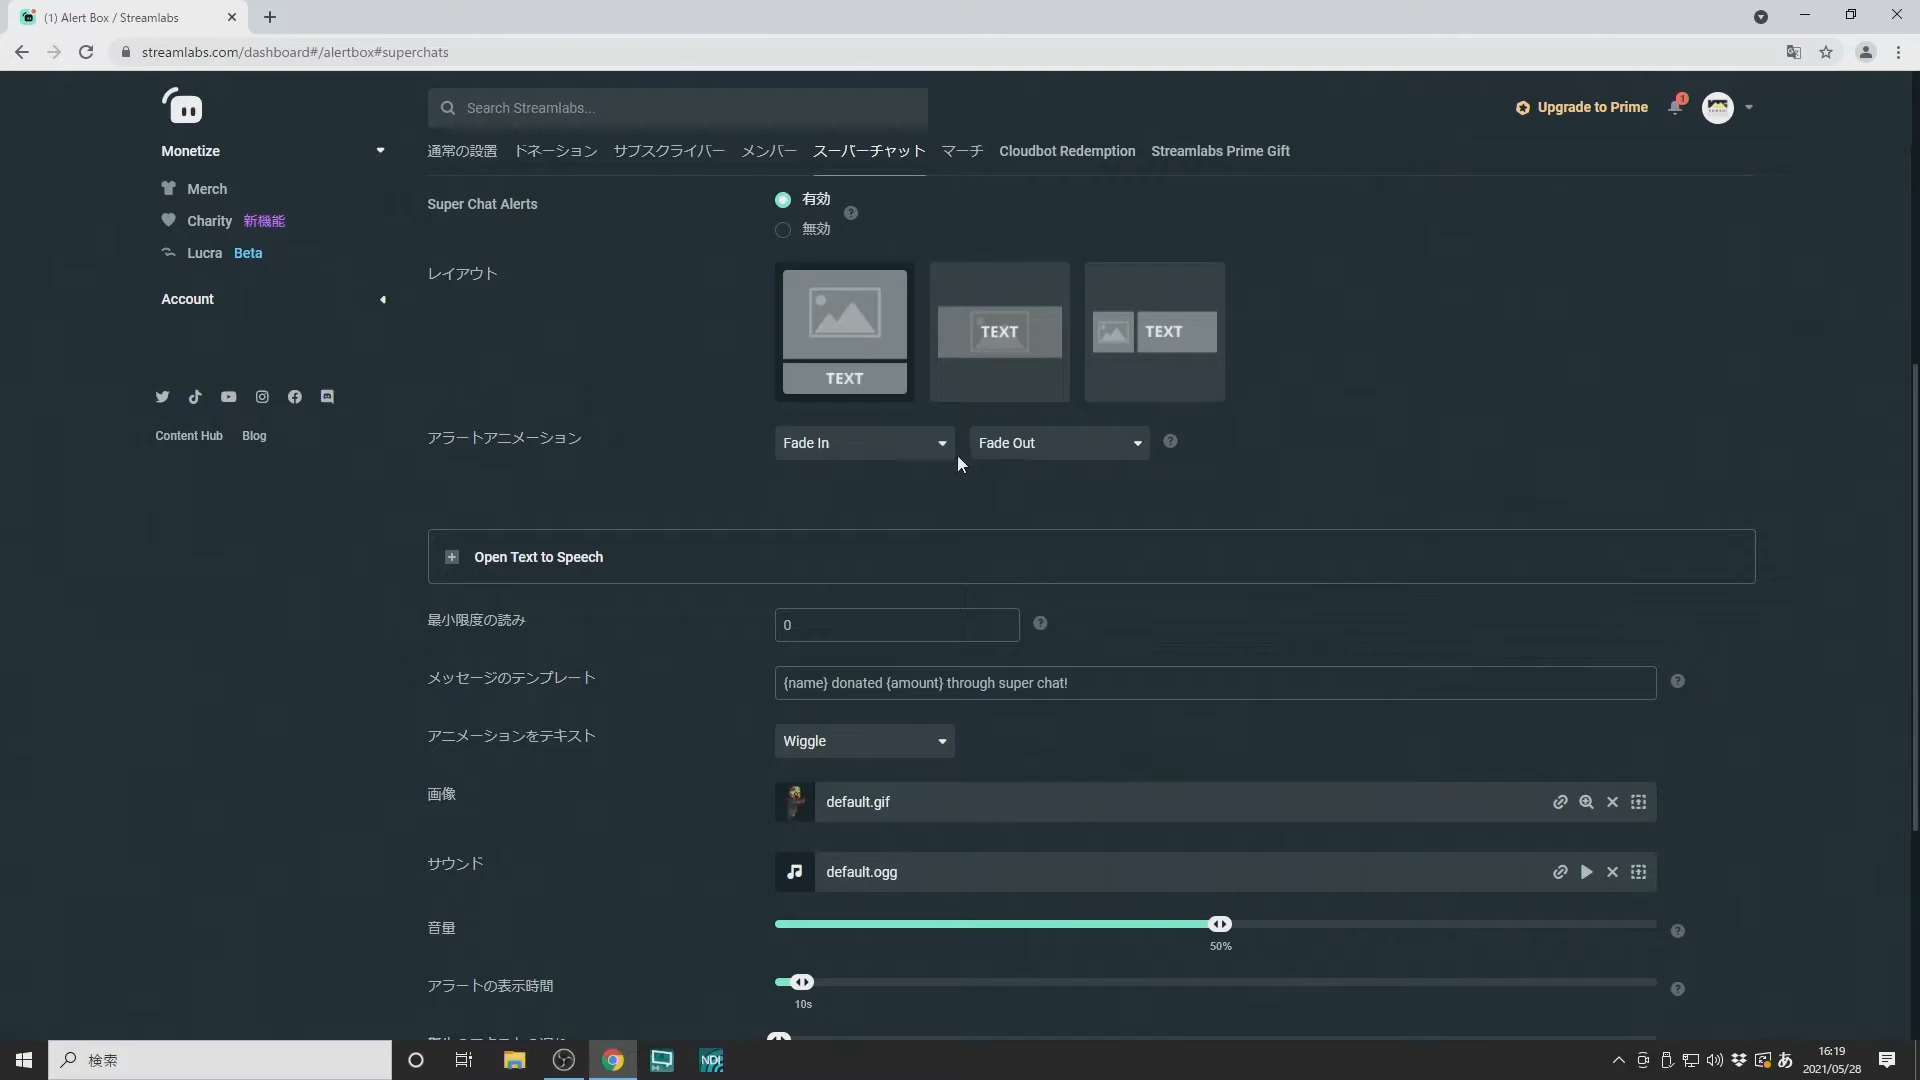 (1) Alert Box / Streamlabs
streamlabs.com/dashboard#/alertbox#superchats
Search Streamlabs...
Upgrade to Prime
1
Monetize
通常の設置 ドネーション サブスクライバー メンバー スーパーチャット マーチ Cloudbot Redemption Streamlabs Prime Gift
Merch
Charity 新機能
Lucra Beta
Account
Content Hub Blog
Super Chat Alerts
有効
無効
レイアウト
TEXT
TEXT
TEXT
アラートアニメーション
Fade In
Fade Out
Open Text to Speech
最小限度の読み
0
メッセージのテンプレート
{name} donated {amount} through super chat!
アニメーションをテキスト
Wiggle
画像
default.gif
サウンド
default.ogg
音量
50%
アラートの表示時間
10s
検索
NDI
あ
16:19
2021/05/28